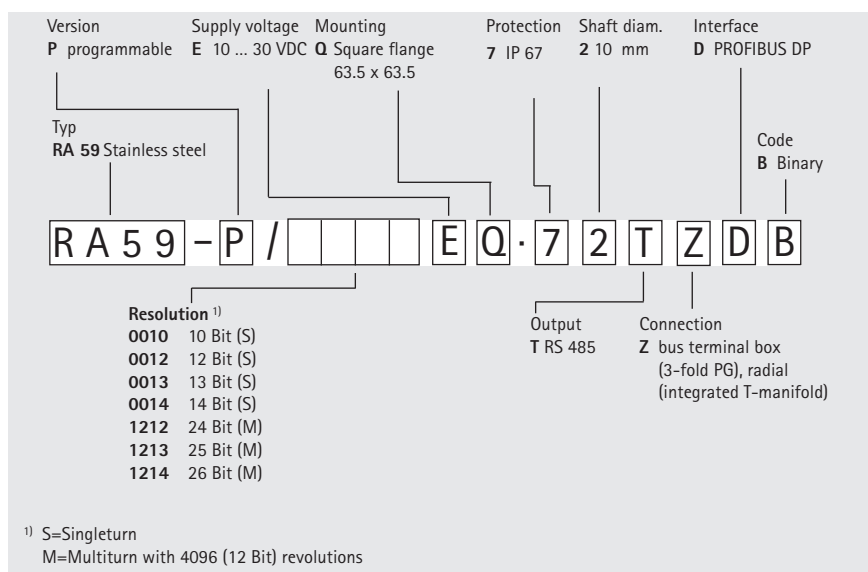 Version
P programmable
Supply voltage
E 10 ... 30 VDC
Mounting
Q Square flange
63.5 x 63.5
Protection
7 IP 67
Shaft diam.
2 10 mm
Interface
D PROFIBUS DP
Typ
RA 59 Stainless steel
Code
B Binary
RA59-P/ EQ·72TZDB
Resolution 1)
0010 10 Bit (S)
0012 12 Bit (S)
0013 13 Bit (S)
0014 14 Bit (S)
1212 24 Bit (M)
1213 25 Bit (M)
1214 26 Bit (M)
Output
T RS 485
Connection
Z bus terminal box
(3-fold PG), radial
(integrated T-manifold)
1) S=Singleturn
M=Multiturn with 4096 (12 Bit) revolutions